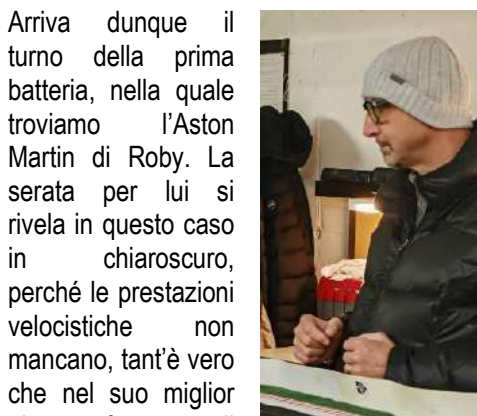 Arriva dunque il
turno della prima
batteria, nella quale
troviamo l'Aston
Martin di Roby. La
serata per lui si
rivela in questo caso
in chiaroscuro,
perché le prestazioni
velocistiche non
mancano, tant'è vero
che nel suo miglior